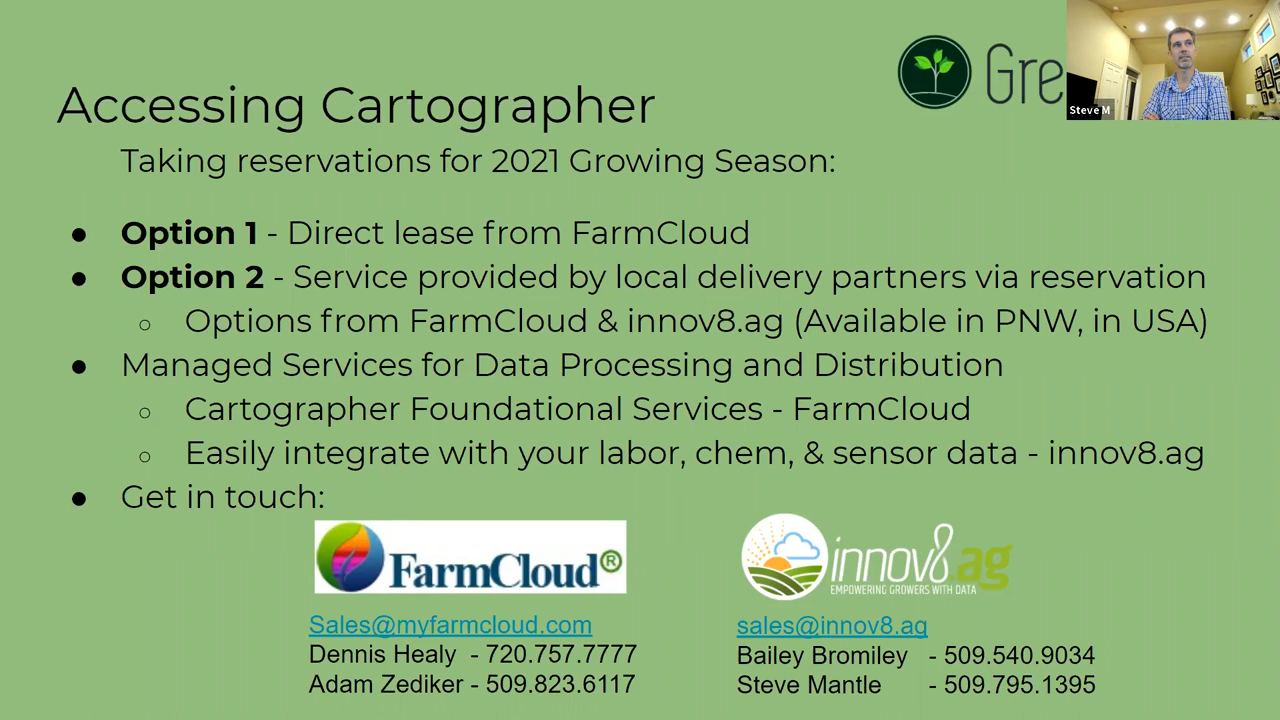 Gre
Steve M
Accessing Cartographer
Taking reservations for 2021 Growing Season:
● Option 1 - Direct lease from FarmCloud
● Option 2 - Service provided by local delivery partners via reservation
○ Options from FarmCloud & innov8.ag (Available in PNW, in USA)
● Managed Services for Data Processing and Distribution
○ Cartographer Foundational Services - FarmCloud
○ Easily integrate with your labor, chem, & sensor data - innov8.ag
● Get in touch:
FarmCloud®
Sales@myfarmcloud.com
Dennis Healy - 720.757.7777
Adam Zediker - 509.823.6117
innov8.ag
EMPOWERING GROWERS WITH DATA
sales@innov8.ag
Bailey Bromiley - 509.540.9034
Steve Mantle - 509.795.1395